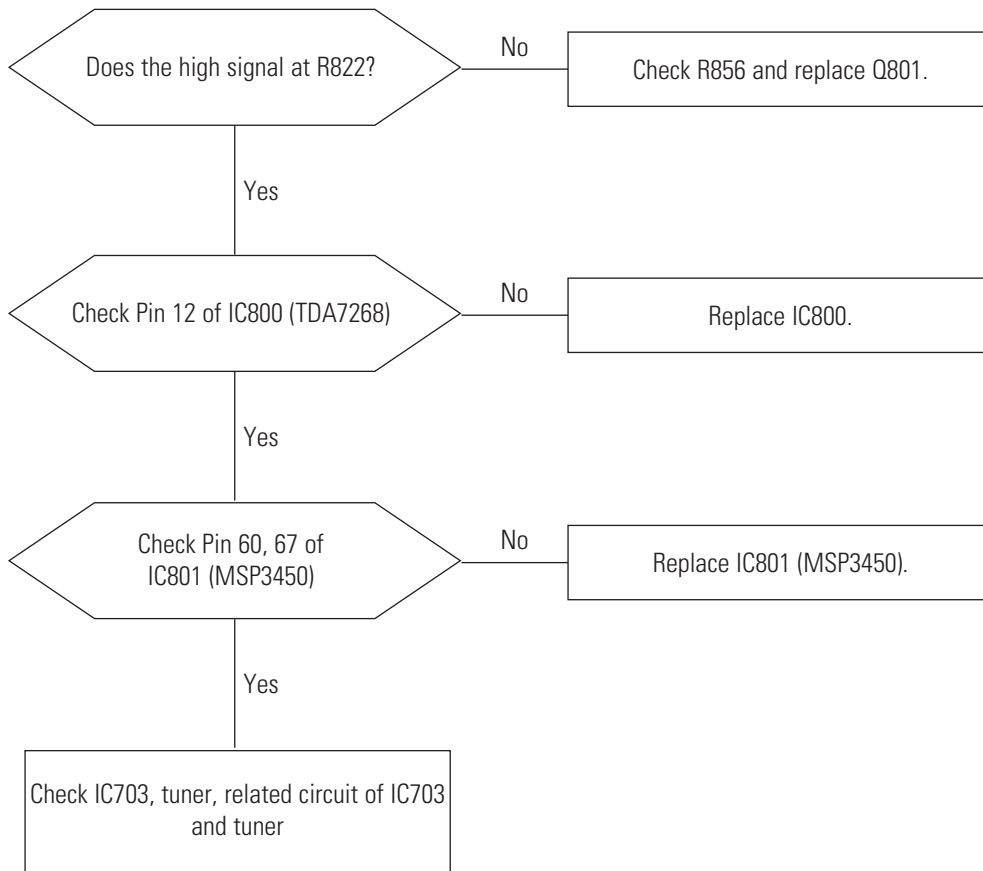 Does the high signal at R822?
No
Check R856 and replace Q801.
Yes
Check Pin 12 of IC800 (TDA7268)
No
Replace IC800.
Yes
Check Pin 60, 67 of
IC801 (MSP3450)
No
Replace IC801 (MSP3450).
Yes
Check IC703, tuner, related circuit of IC703
and tuner